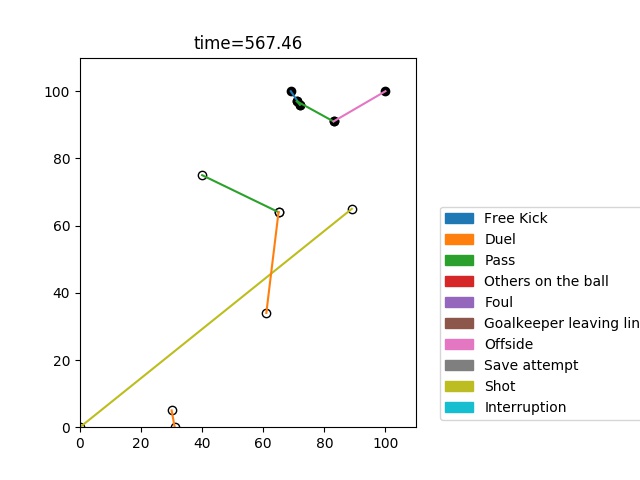 time=567.46
100
80
60
40
20
0
0 20 40 60 80 100
Free Kick
Duel
Pass
Others on the ball
Foul
Goalkeeper leaving lin
Offside
Save attempt
Shot
Interruption